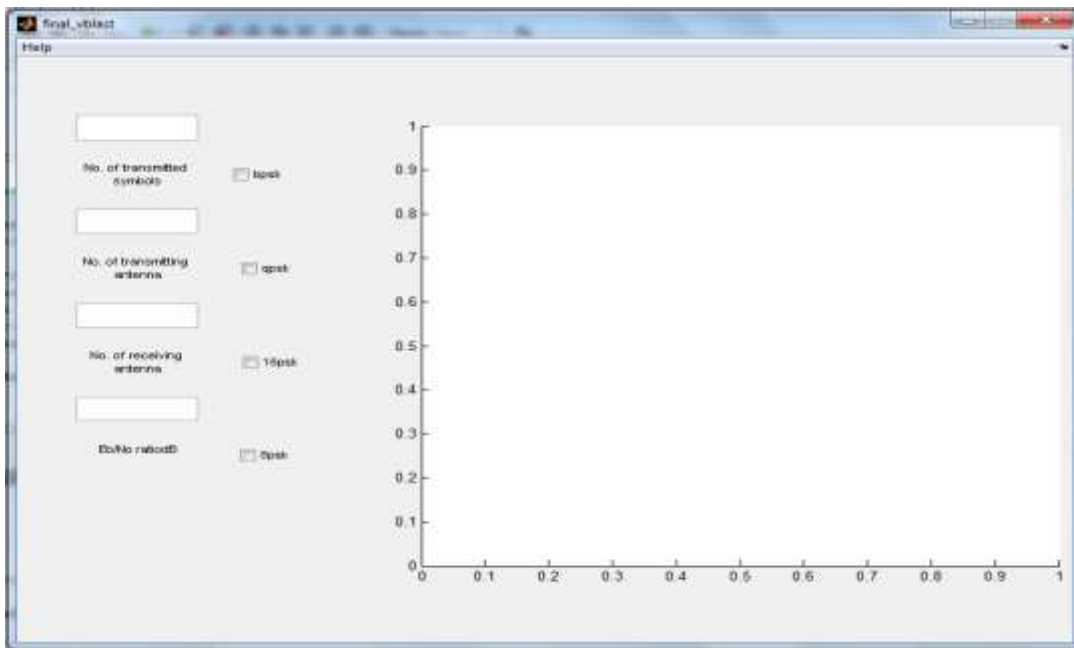 final_vblast
Help
No. of transmitted
symbols
bpsk
No. of transmitting
antenna
qpsk
No. of receiving
antenna
16psk
Eb/No ratiodB
8psk
1
0.9
0.8
0.7
0.6
0.5
0.4
0.3
0.2
0.1
0
0 0.1 0.2 0.3 0.4 0.5 0.6 0.7 0.8 0.9 1